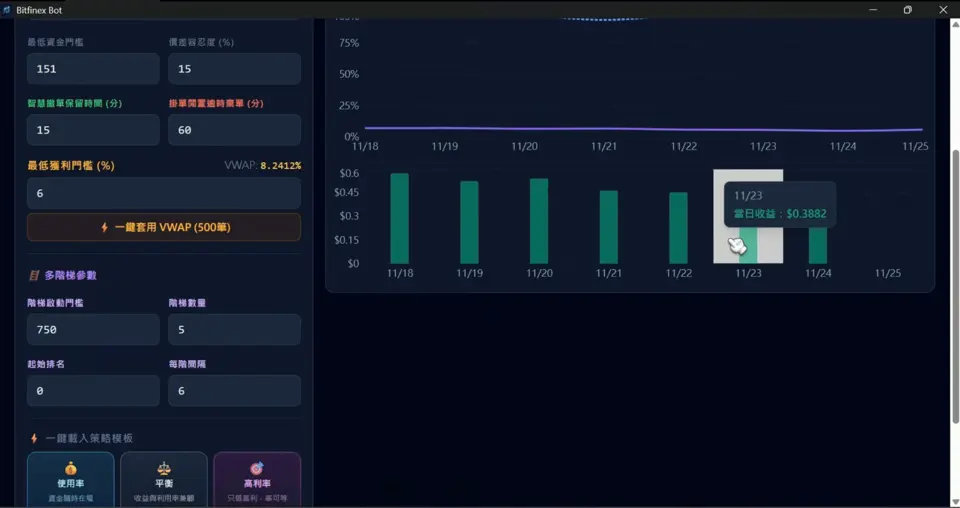 Bitfinex Bot
最低資金門檻
價差容忍度 (%)
151
15
智慧圍單保留時間 (分)
掛單閒置逾時棄單 (分)
15
60
最低獲利門檻 (%)
VWAP: 8.2412%
6
一鍵套用 VWAP (500筆)
多階梯參數
階梯啟動門檻
階梯數量
750
5
起始排名
每階間隔
0
6
一鍵載入策略模板
使用率
資金隨時在場
平衡
收益與利用率兼顧
高利率
只選高利，寧可等
75%
50%
25%
0%
11/18
11/19
11/20
11/21
11/22
11/23
11/24
11/25
$0.6
$0.45
$0.3
$0.15
$0
11/23
當日收益：$0.3882
11/18
11/19
11/20
11/21
11/22
11/23
11/24
11/25